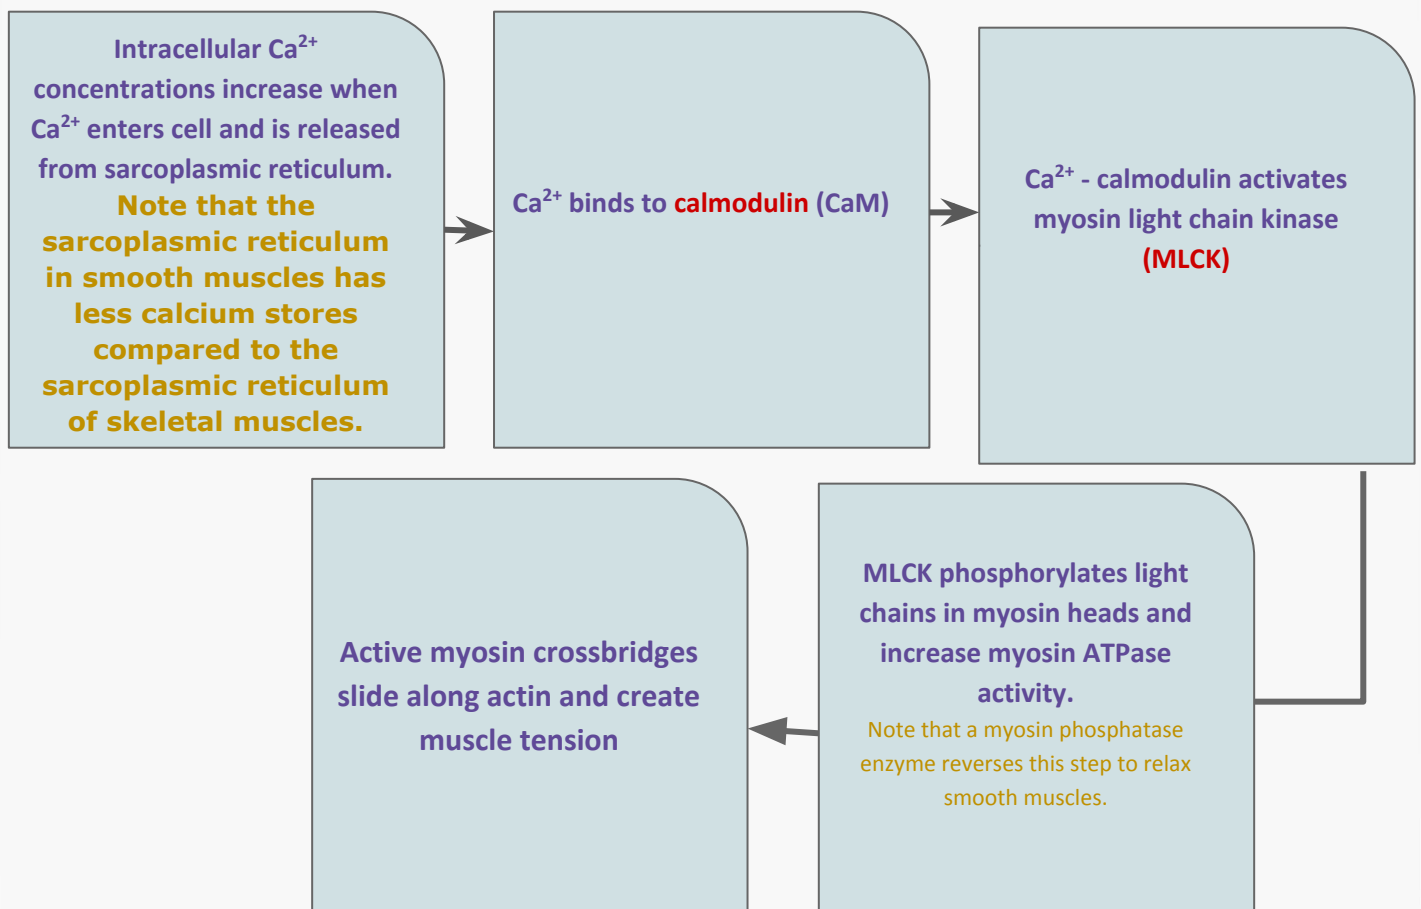 Intracellular Ca²⁺
concentrations increase when
Ca²⁺ enters cell and is released
from sarcoplasmic reticulum.
Note that the
sarcoplasmic reticulum
in smooth muscles has
less calcium stores
compared to the
sarcoplasmic reticulum
of skeletal muscles.
Ca²⁺ binds to calmodulin (CaM)
Ca²⁺ - calmodulin activates
myosin light chain kinase
(MLCK)
MLCK phosphorylates light
chains in myosin heads and
increase myosin ATPase
activity.
Note that a myosin phosphatase
enzyme reverses this step to relax
smooth muscles.
Active myosin crossbridges
slide along actin and create
muscle tension